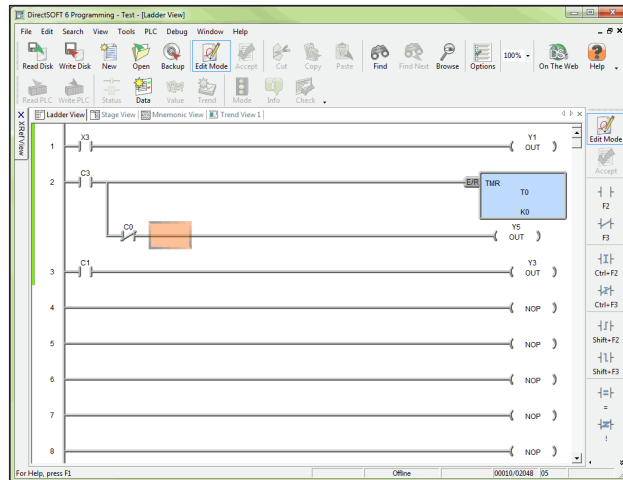 DirectSOFT 6 Programming - Test - [Ladder View]
File Edit Search View Tools PLC Debug Window Help
Read Disk Write Disk New Open Backup Edit Mode Accept Cut Copy Paste Find Find Next Browse Options 100% On The Web Help
Read PLC Write PLC Status Data Value Trend Mode Info Check
X Ladder View Stage View Mnemonic View Trend View 1
XRef View
Edit Mode
Accept
F2
F3
Ctrl+F2
Ctrl+F3
Shift+F2
Shift+F3
=
!
1 X3 Y1 OUT
2 C3 E/R TMR
T0
K0
C0 Y5 OUT
3 C1 Y3 OUT
4 NOP
5 NOP
6 NOP
7 NOP
8 NOP
For Help, press F1 Offline 00010/02048 05